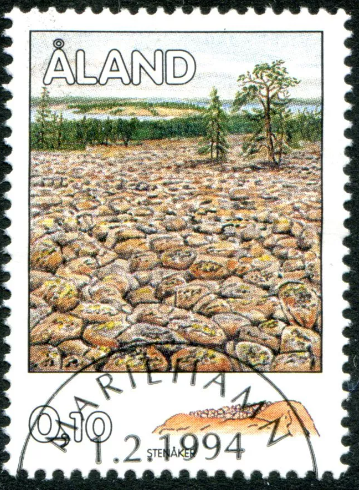 ÅLAND
MARIEHAMN
0,10
1.2.1994
STENÅKER